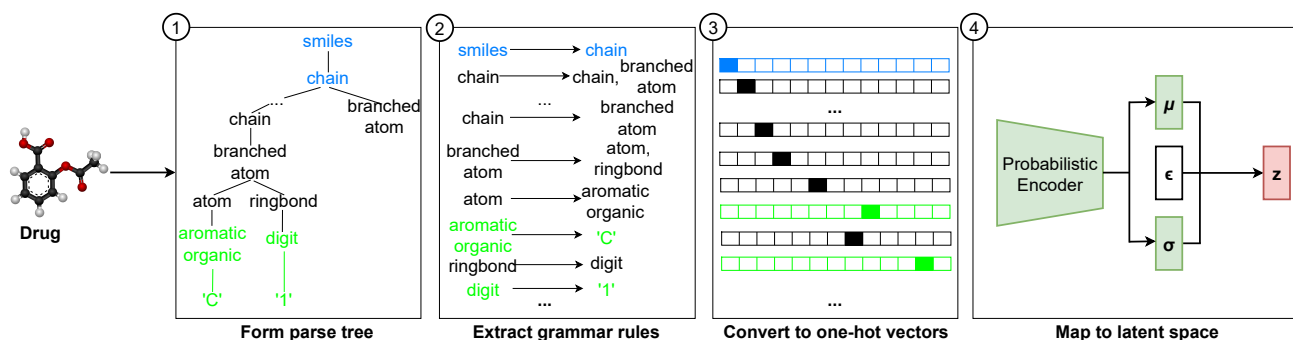 Drug
1
smiles
chain
...
chain
branched
atom
branched
atom
atom
ringbond
aromatic
organic
digit
'C'
'1'
Form parse tree
2
smiles
chain
chain
chain,
branched
atom
...
chain
branched
atom
branched
atom
atom,
ringbond
atom
aromatic
organic
aromatic
organic
'C'
ringbond
digit
digit
'1'
...
Extract grammar rules
3
...
...
Convert to one-hot vectors
4
Probabilistic
Encoder
μ
ϵ
σ
z
Map to latent space